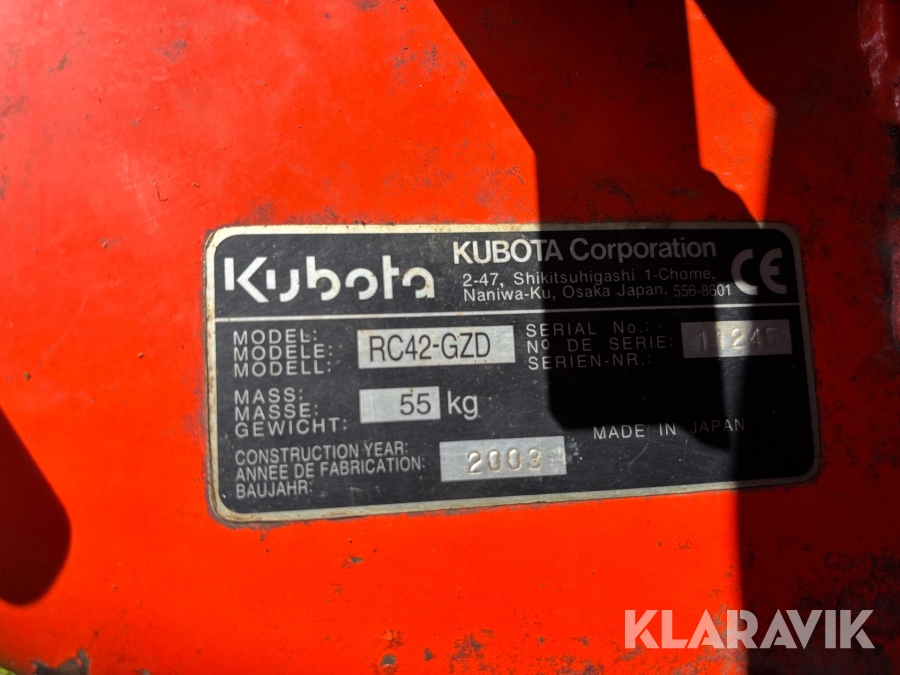 Kubota
KUBOTA Corporation
2-47, Shikitsuhigashi 1-Chome,
Naniwa-Ku, Osaka Japan. 556-8601
CE
MODEL:
MODELE:
MODELL:
RC42-GZD
SERIAL No.:
Nº DE SERIE:
SERIEN-NR.:
MASS:
MASSE:
GEWICHT:
55 kg
MADE IN JAPAN
CONSTRUCTION YEAR:
ANNEE DE FABRICATION:
BAUJAHR:
2003
KLARAVIK